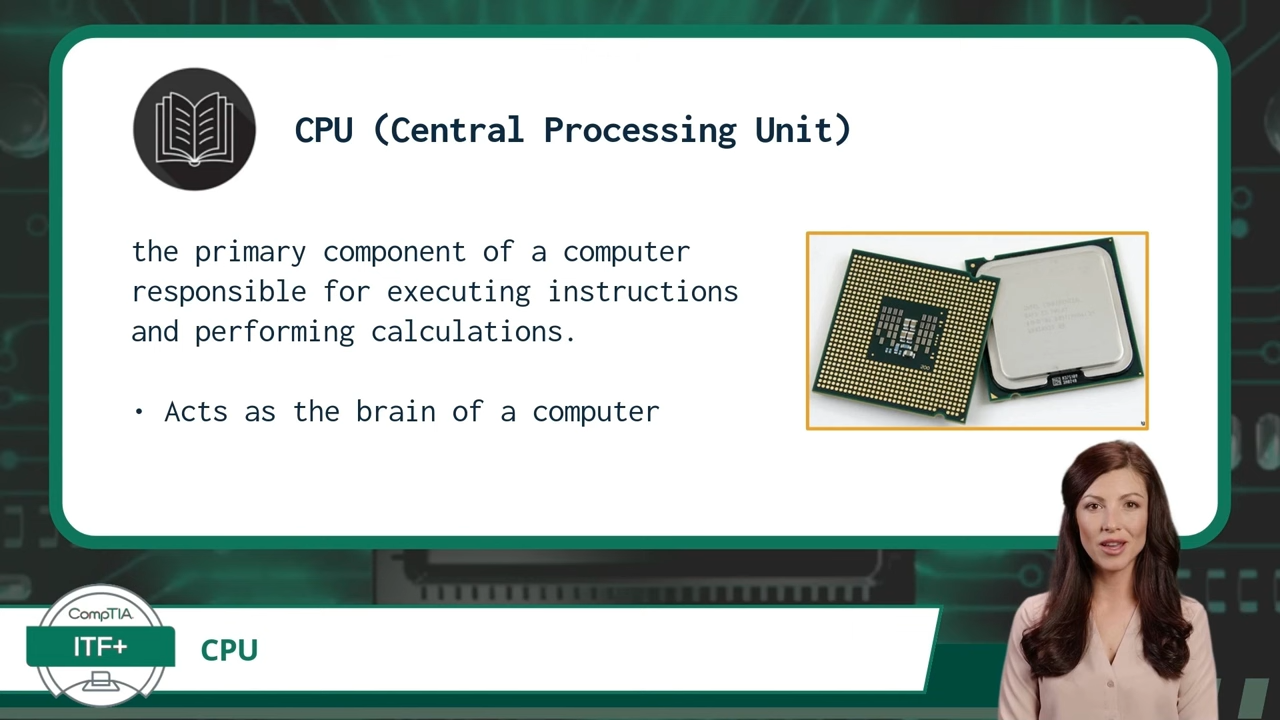 CPU (Central Processing Unit)
the primary component of a computer
responsible for executing instructions
and performing calculations.
• Acts as the brain of a computer
CompTIA
ITF+
CPU